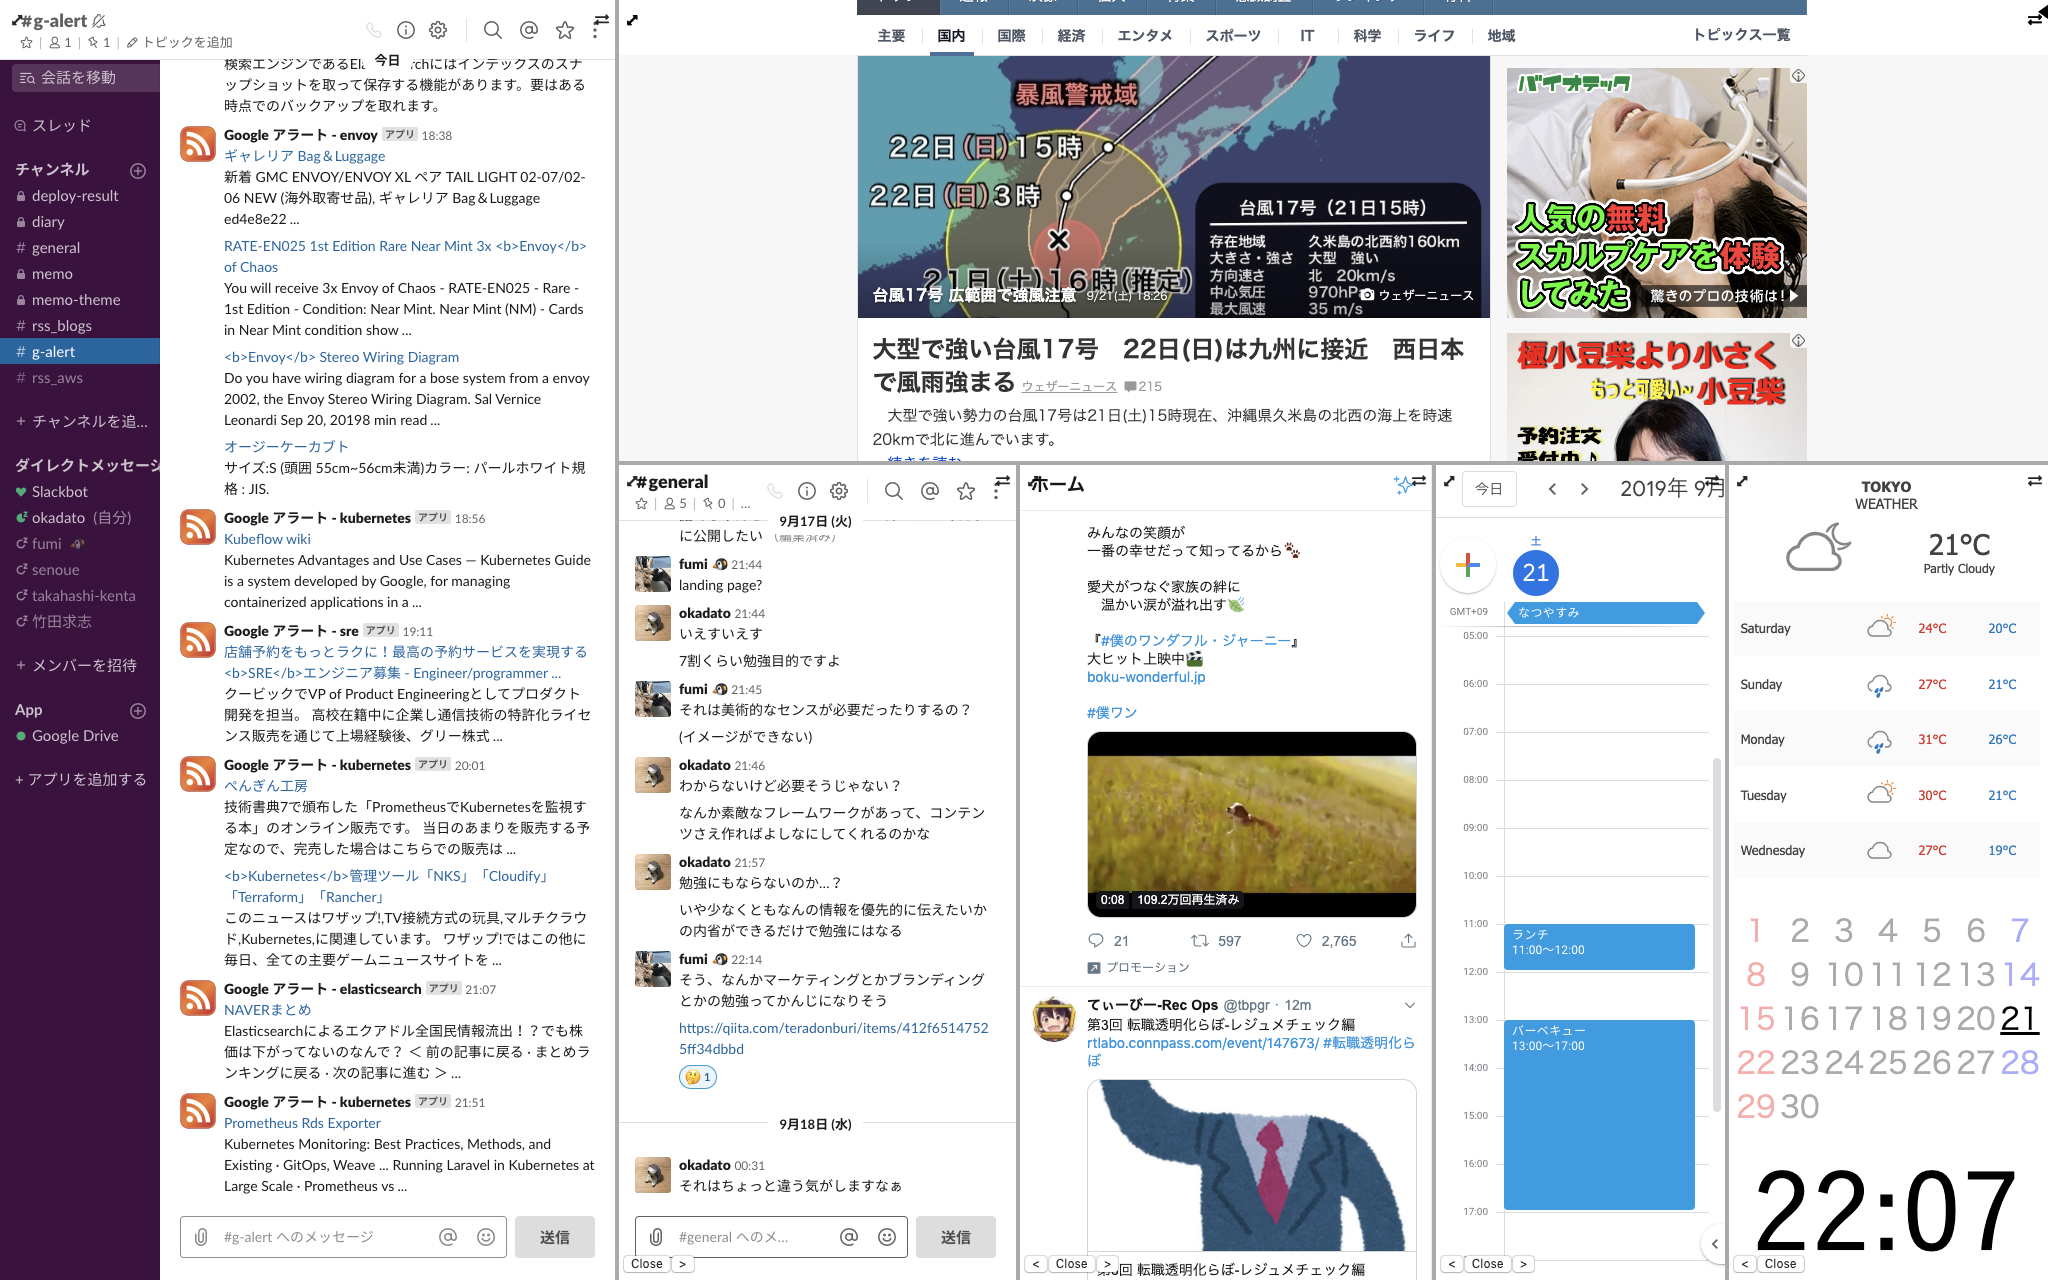 #g-alert
1
1
トピックを追加
会話を移動
スレッド
チャンネル
deploy-result
diary
# general
memo
memo-theme
# rss_blogs
# g-alert
# rss_aws
+ チャンネルを追...
ダイレクトメッセージ
Slackbot
okadato (自分)
fumi
senoue
takahashi-kenta
竹田求志
+ メンバーを招待
App
Google Drive
+ アプリを追加する
今日
ップショットを取って保存する機能があります。要はある
時点でのバックアップを取れます。
Google アラート - envoy アプリ 18:38
ギャレリア Bag＆Luggage
新着 GMC ENVOY/ENVOY XL ペア TAIL LIGHT 02-07/02-
06 NEW (海外取寄せ品), ギャレリア Bag＆Luggage
ed4e8e22 ...
RATE-EN025 1st Edition Rare Near Mint 3x <b>Envoy</b>
of Chaos
You will receive 3x Envoy of Chaos - RATE-EN025 - Rare -
1st Edition - Condition: Near Mint. Near Mint (NM) - Cards
in Near Mint condition show ...
<b>Envoy</b> Stereo Wiring Diagram
Do you have wiring diagram for a bose system from a envoy
2002, the Envoy Stereo Wiring Diagram. Sal Vernice
Leonardi Sep 20, 20198 min read ...
オージーケーカブト
サイズ:S (頭囲 55cm~56cm未満)カラー: パールホワイト規
格 : JIS.
Google アラート - kubernetes アプリ 18:56
Kubeflow wiki
Kubernetes Advantages and Use Cases — Kubernetes Guide
is a system developed by Google, for managing
containerized applications in a ...
Google アラート - sre アプリ 19:11
店舗予約をもっとラクに！最高の予約サービスを実現する
<b>SRE</b>エンジニア募集 - Engineer/programmer ...
クービックでVP of Product Engineeringとしてプロダクト
開発を担当。 高校在籍中に企業し通信技術の特許化ライセ
ンス販売を通じて上場経験後、グリー株式 ...
Google アラート - kubernetes アプリ 20:01
ぺんぎん工房
技術書典7で頒布した「PrometheusでKubernetesを監視す
る本」のオンライン販売です。 当日のあまりを販売する予
定なので、完売した場合はこちらでの販売は ...
<b>Kubernetes</b>管理ツール「NKS」「Cloudify」
「Terraform」「Rancher」
このニュースはワザップ!,TV接続方式の玩具,マルチクラウ
ド,Kubernetes,に関連しています。 ワザップ!ではこの他に
毎日、全ての主要ゲームニュースサイトを ...
Google アラート - elasticsearch アプリ 21:07
NAVERまとめ
Elasticsearchによるエクアドル全国民情報流出！？でも株
価は下がってないのなんで？ ＜ 前の記事に戻る · まとめラ
ンキングに戻る · 次の記事に進む ＞ ...
Google アラート - kubernetes アプリ 21:51
Prometheus Rds Exporter
Kubernetes Monitoring: Best Practices, Methods, and
Existing · GitOps, Weave ... Running Laravel in Kubernetes at
Large Scale · Prometheus vs ...
#g-alert へのメッセージ
送信
主要 国内 国際 経済 エンタメ スポーツ IT 科学 ライフ 地域
トピックス一覧
暴風警戒域
22日(日)15時
22日(日)3時
21日(土)16時(推定)
台風17号（21日15時）
存在地域 久米島の北西約160km
大きさ・強さ 大型 強い
方向速さ 北 20km/s
中心気圧 970hP
最大風速 35 m/s
台風17号 広範囲で強風注意 9/21(土) 18:26
ウェザーニュース
大型で強い台風17号 22日(日)は九州に接近 西日本
で風雨強まる ウェザーニュース 215
大型で強い勢力の台風17号は21日(土)15時現在、沖縄県久米島の北西の海上を時速
20kmで北に進んでいます。
バイオテック
人気の無料
スカルプケアを体験
してみた 驚きのプロの技術は!
極小豆柴より小さく
もっと可愛い~ 小豆柴
予約注文
受付中♪
#general
5
0
...
9月17日 (火)
に公開したい (編集済み)
fumi 21:44
landing page?
okadato 21:44
いえすいえす
7割くらい勉強目的ですよ
fumi 21:45
それは美術的なセンスが必要だったりするの？
(イメージができない)
okadato 21:46
わからないけど必要そうじゃない？
なんか素敵なフレームワークがあって、コンテン
ツさえ作ればよしなにしてくれるのかな
okadato 21:57
勉強にもならないのか...？
いや少なくともなんの情報を優先的に伝えたいか
の内省ができるだけで勉強にはなる
fumi 22:14
そう、なんかマーケティングとかブランディング
とかの勉強ってかんじになりそう
https://qiita.com/teradonburi/items/412f6514752
5ff34dbbd
1
9月18日 (水)
okadato 00:31
それはちょっと違う気がしますなぁ
#general へのメ...
送信
Close >
ホーム
みんなの笑顔が
一番の幸せだって知ってるから
愛犬がつなぐ家族の絆に
温かい涙が溢れ出す
『#僕のワンダフル・ジャーニー』
大ヒット上映中
boku-wonderful.jp
#僕ワン
0:08 109.2万回再生済み
21 597 2,765
プロモーション
てぃーびー-Rec Ops @tbpgr · 12m
第3回 転職透明化らぼ-レジュメチェック編
rtlabo.connpass.com/event/147673/ #転職透明化ら
ぼ
回 転職透明化らぼ-レジュメチェック編
< Close >
今日
< >
2019年 9月
土
21
GMT+09
なつやすみ
05:00
06:00
07:00
08:00
09:00
10:00
11:00
ランチ
11:00～12:00
12:00
13:00
バーベキュー
13:00～17:00
14:00
15:00
16:00
17:00
< Close >
TOKYO
WEATHER
21°C
Partly Cloudy
Saturday 24°C 20°C
Sunday 27°C 21°C
Monday 31°C 26°C
Tuesday 30°C 21°C
Wednesday 27°C 19°C
1 2 3 4 5 6 7
8 9 10 11 12 13 14
15 16 17 18 19 20 21
22 23 24 25 26 27 28
29 30
22:07
< Close